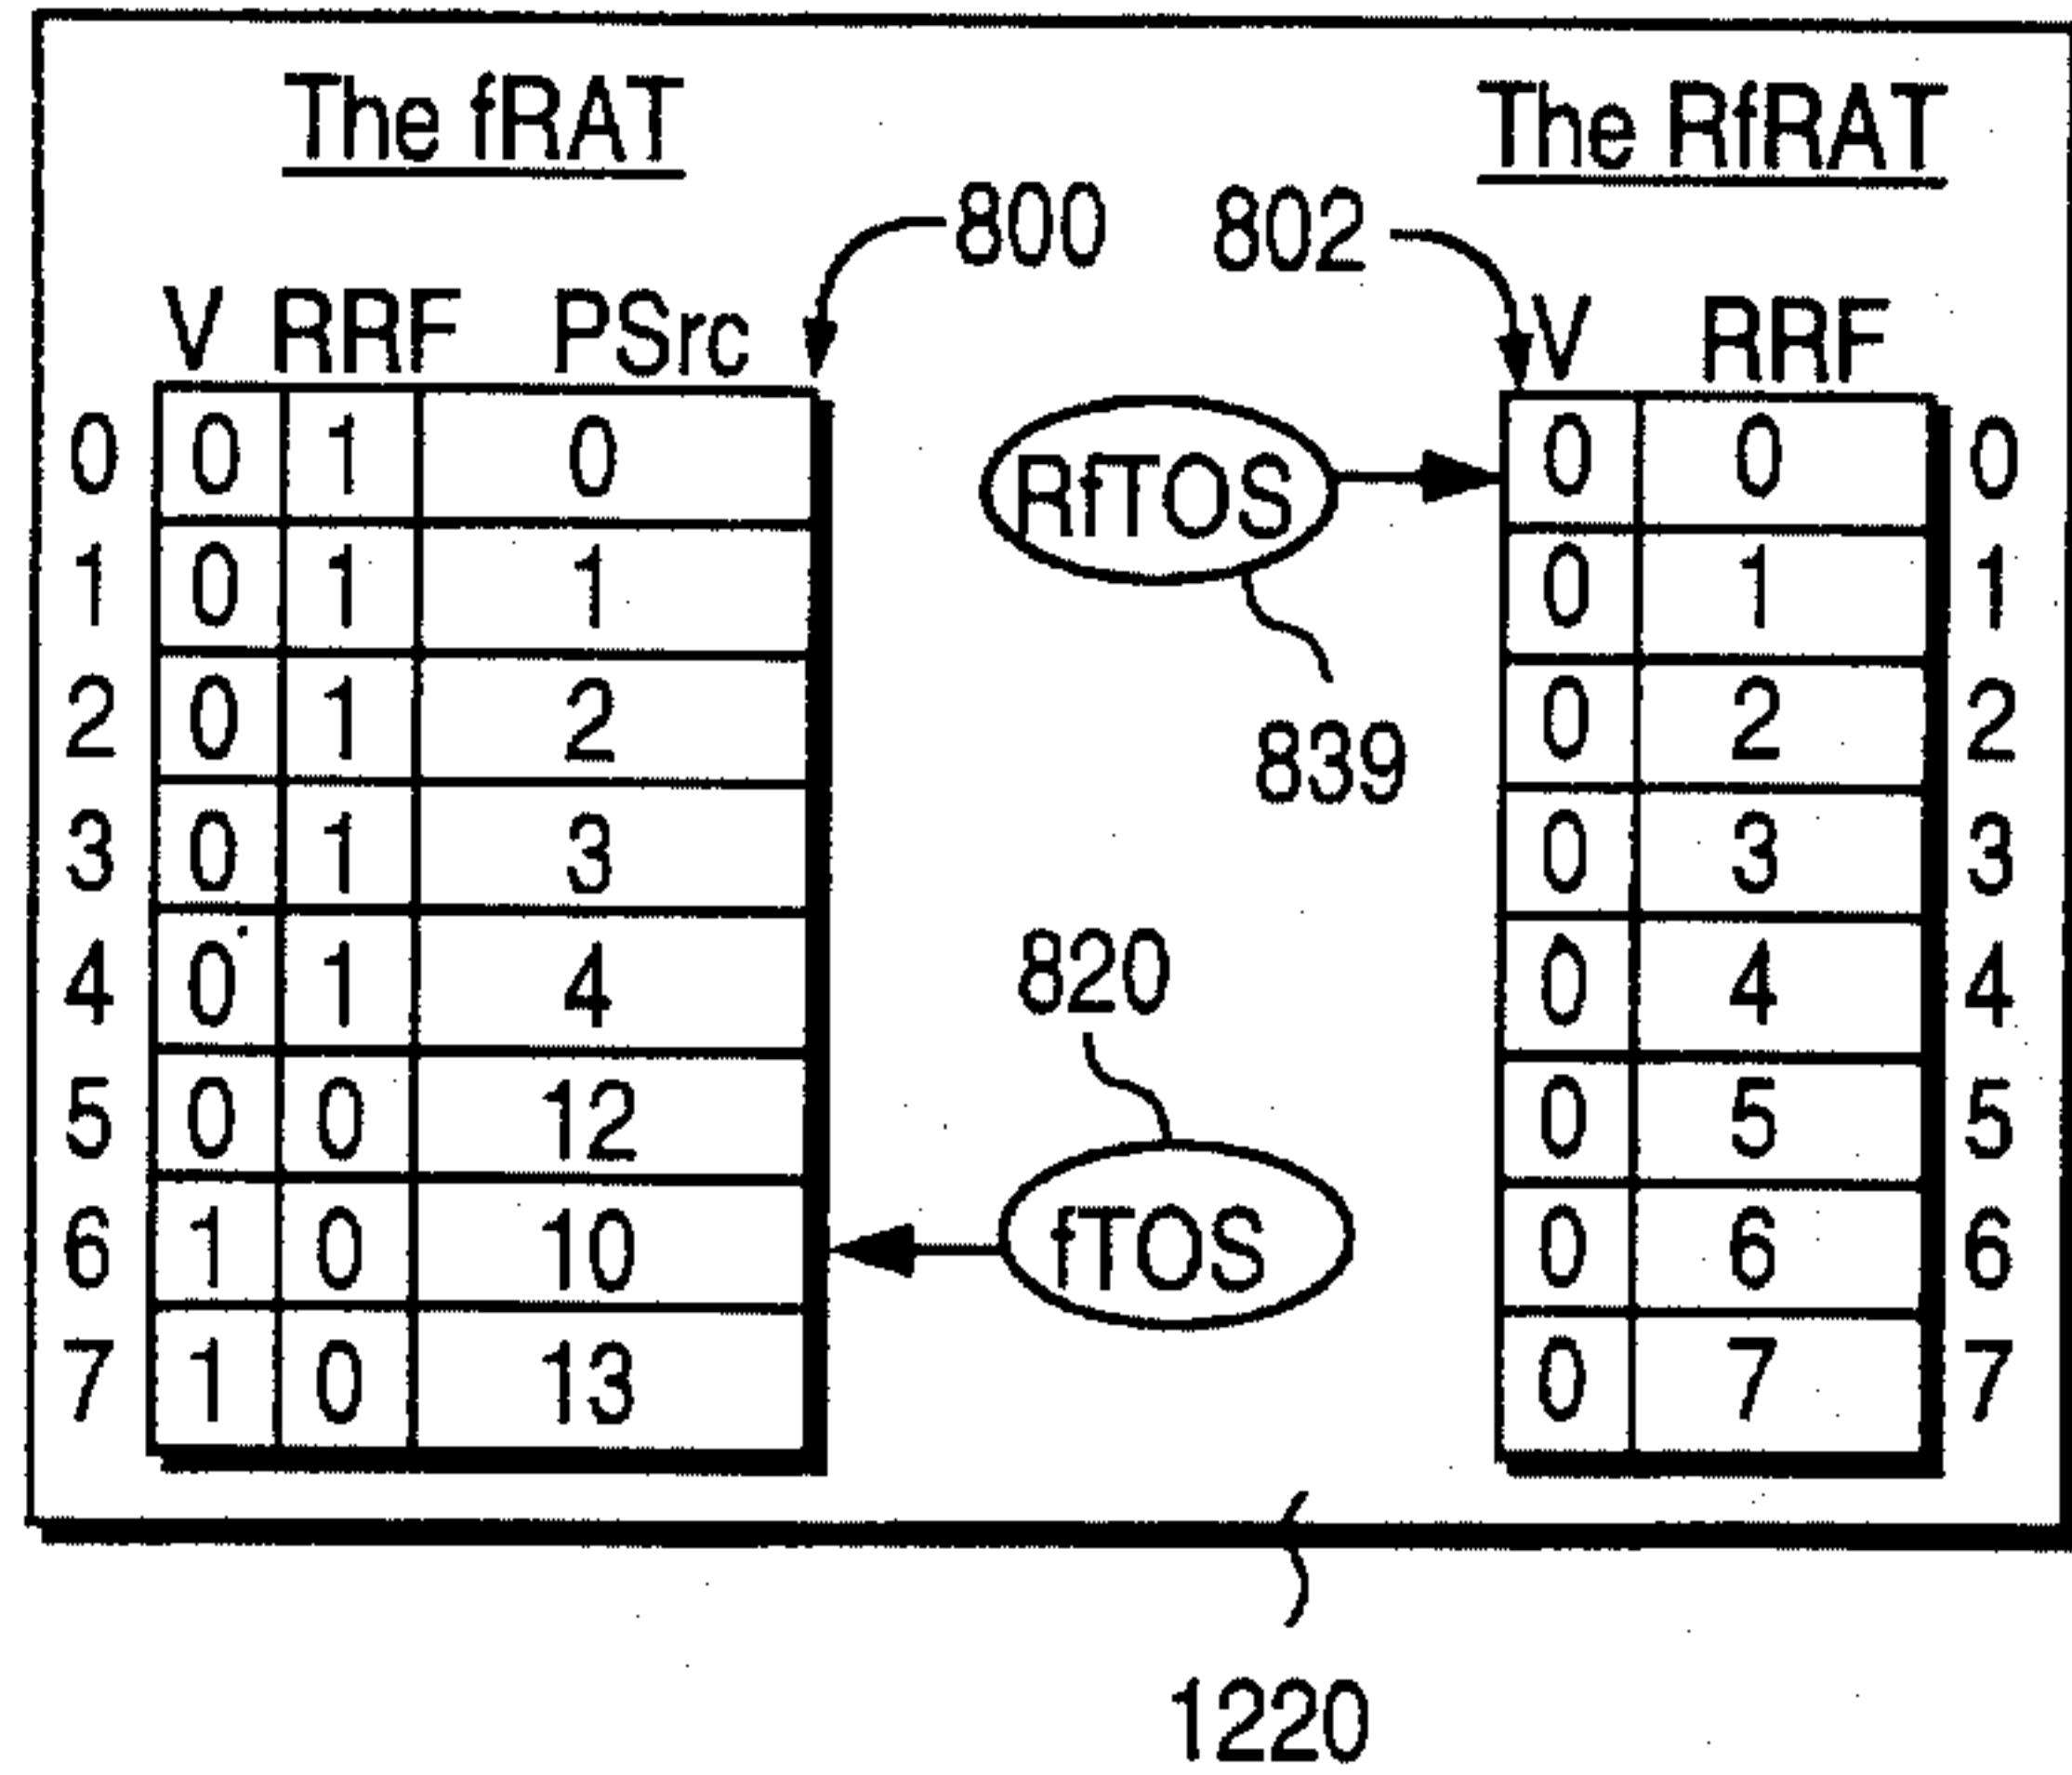 The fRAT The RfRAT
800 802
V RRF PSrc V RRF
0 0 1 0 RfTOS 0 0 0
1 0 1 1 0 1 1
2 0 1 2 839 0 2 2
3 0 1 3 0 3 3
4 0 1 4 820 0 4 4
5 0 0 12 0 5 5
6 1 0 10 fTOS 0 6 6
7 1 0 13 0 7 7
1220